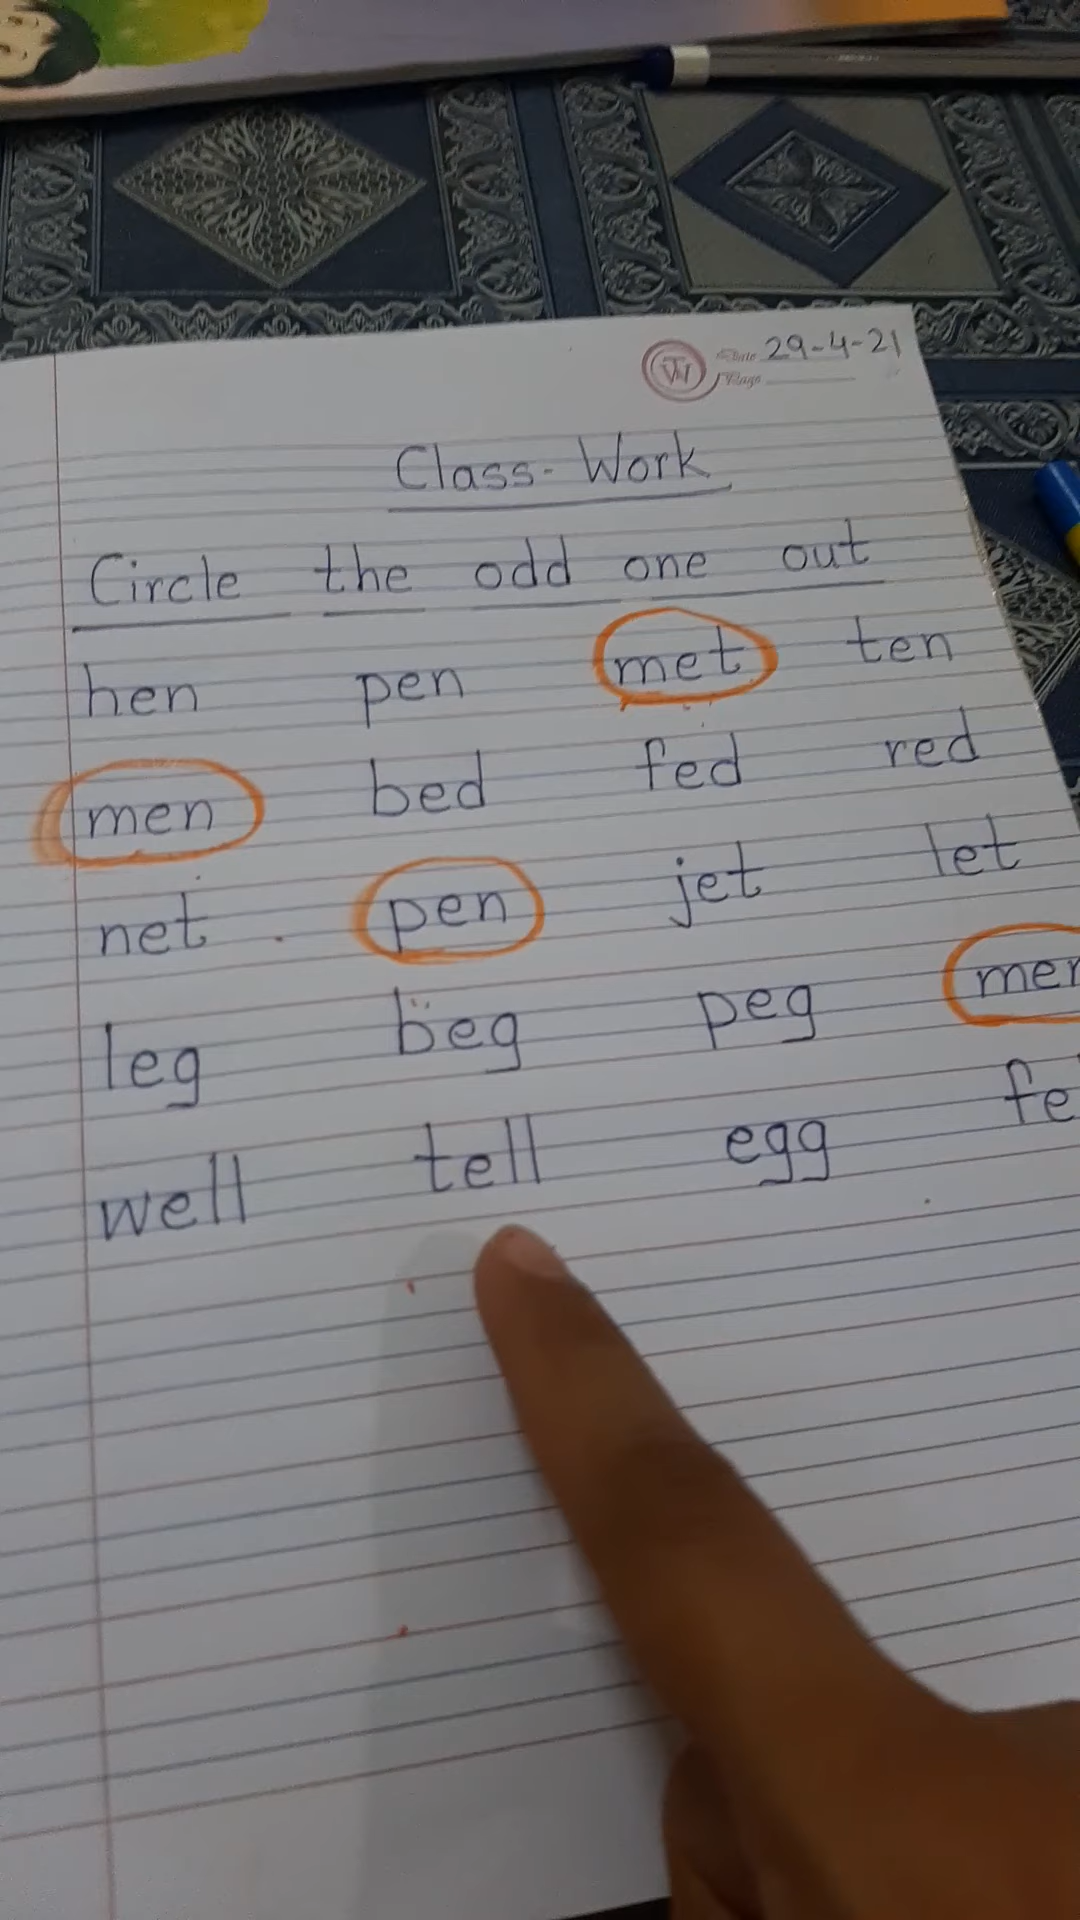 Date 29-4-21
Page
Class-Work
Circle the odd one out
hen pen met ten
men bed fed red
net pen jet let
leg beg peg
well tell egg